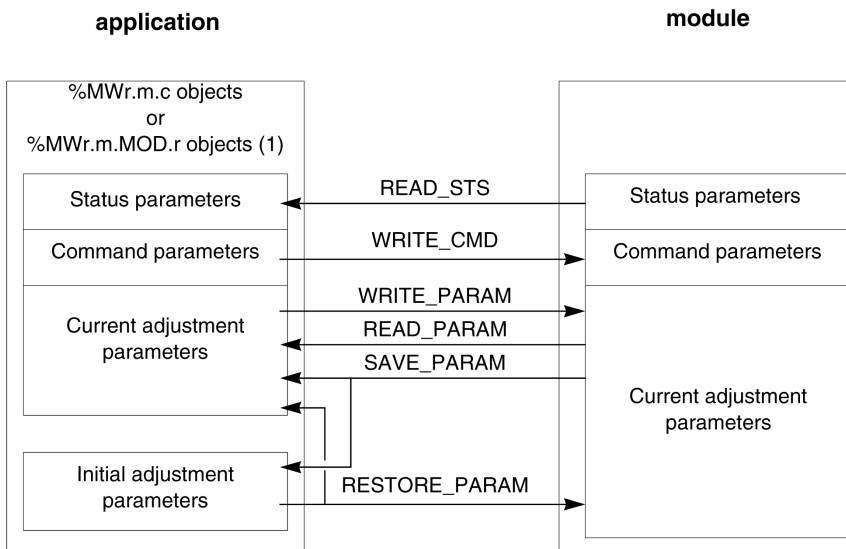 application
module
%MWr.m.c objects
or
%MWr.m.MOD.r objects (1)
Status parameters
READ_STS
Status parameters
Command parameters
WRITE_CMD
Command parameters
WRITE_PARAM
Current adjustment
parameters
READ_PARAM
SAVE_PARAM
Current adjustment
parameters
Initial adjustment
parameters
RESTORE_PARAM